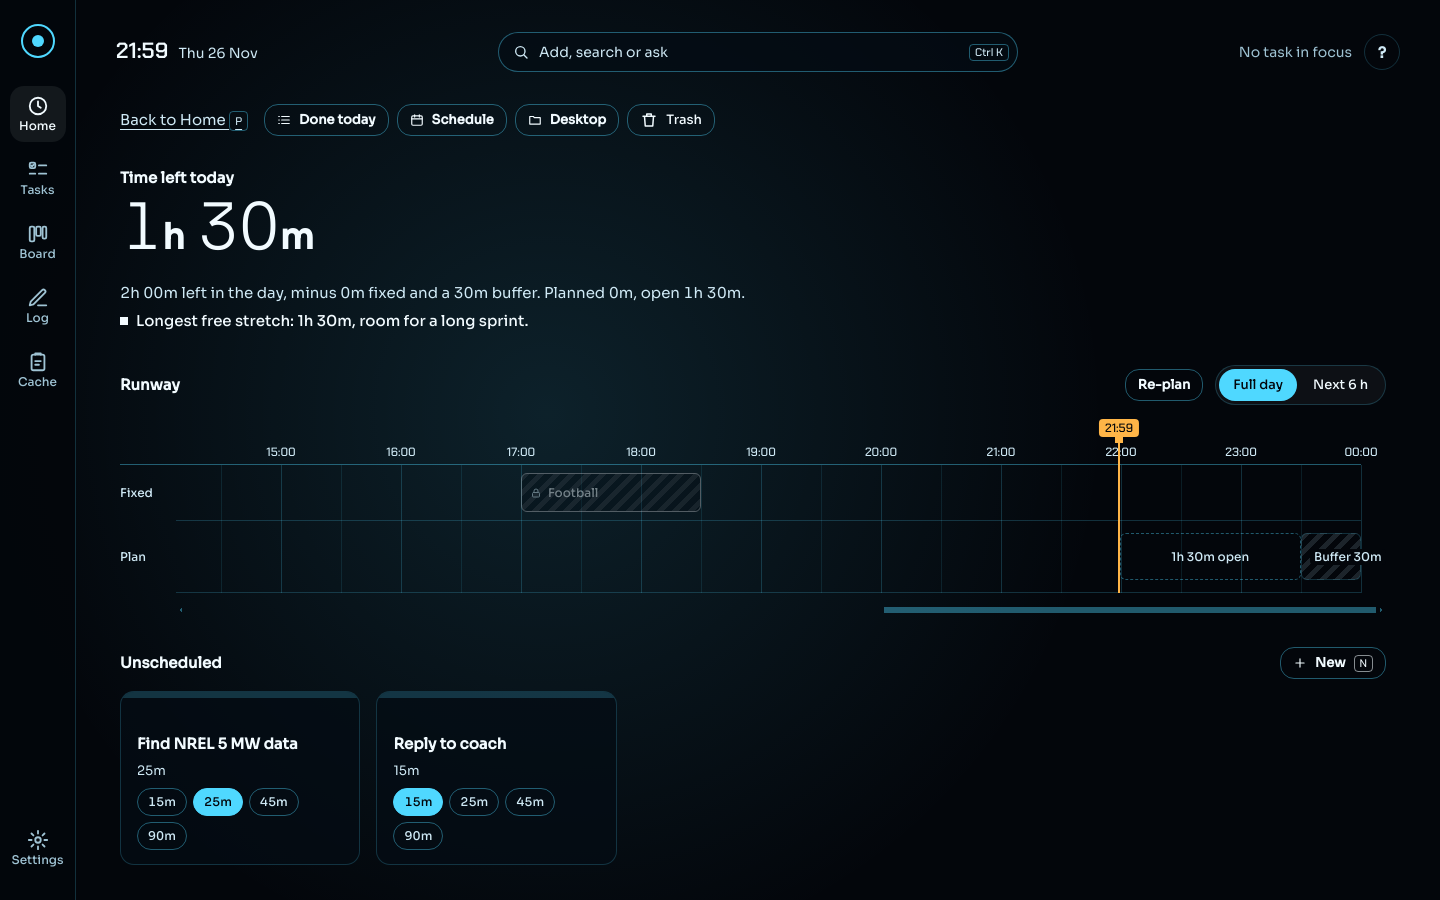 21:59 Thu 26 Nov
Add, search or ask Ctrl K
No task in focus ?
Home
Tasks
Board
Log
Cache
Settings
Back to Home P Done today Schedule Desktop Trash
Time left today
1h 30m
2h 00m left in the day, minus 0m fixed and a 30m buffer. Planned 0m, open 1h 30m.
Longest free stretch: 1h 30m, room for a long sprint.
Runway Re-plan Full day Next 6 h
21:59
15:00 16:00 17:00 18:00 19:00 20:00 21:00 22:00 23:00 00:00
Fixed Football
Plan 1h 30m open Buffer 30m
Unscheduled + New N
Find NREL 5 MW data
25m
15m 25m 45m
90m
Reply to coach
15m
15m 25m 45m
90m